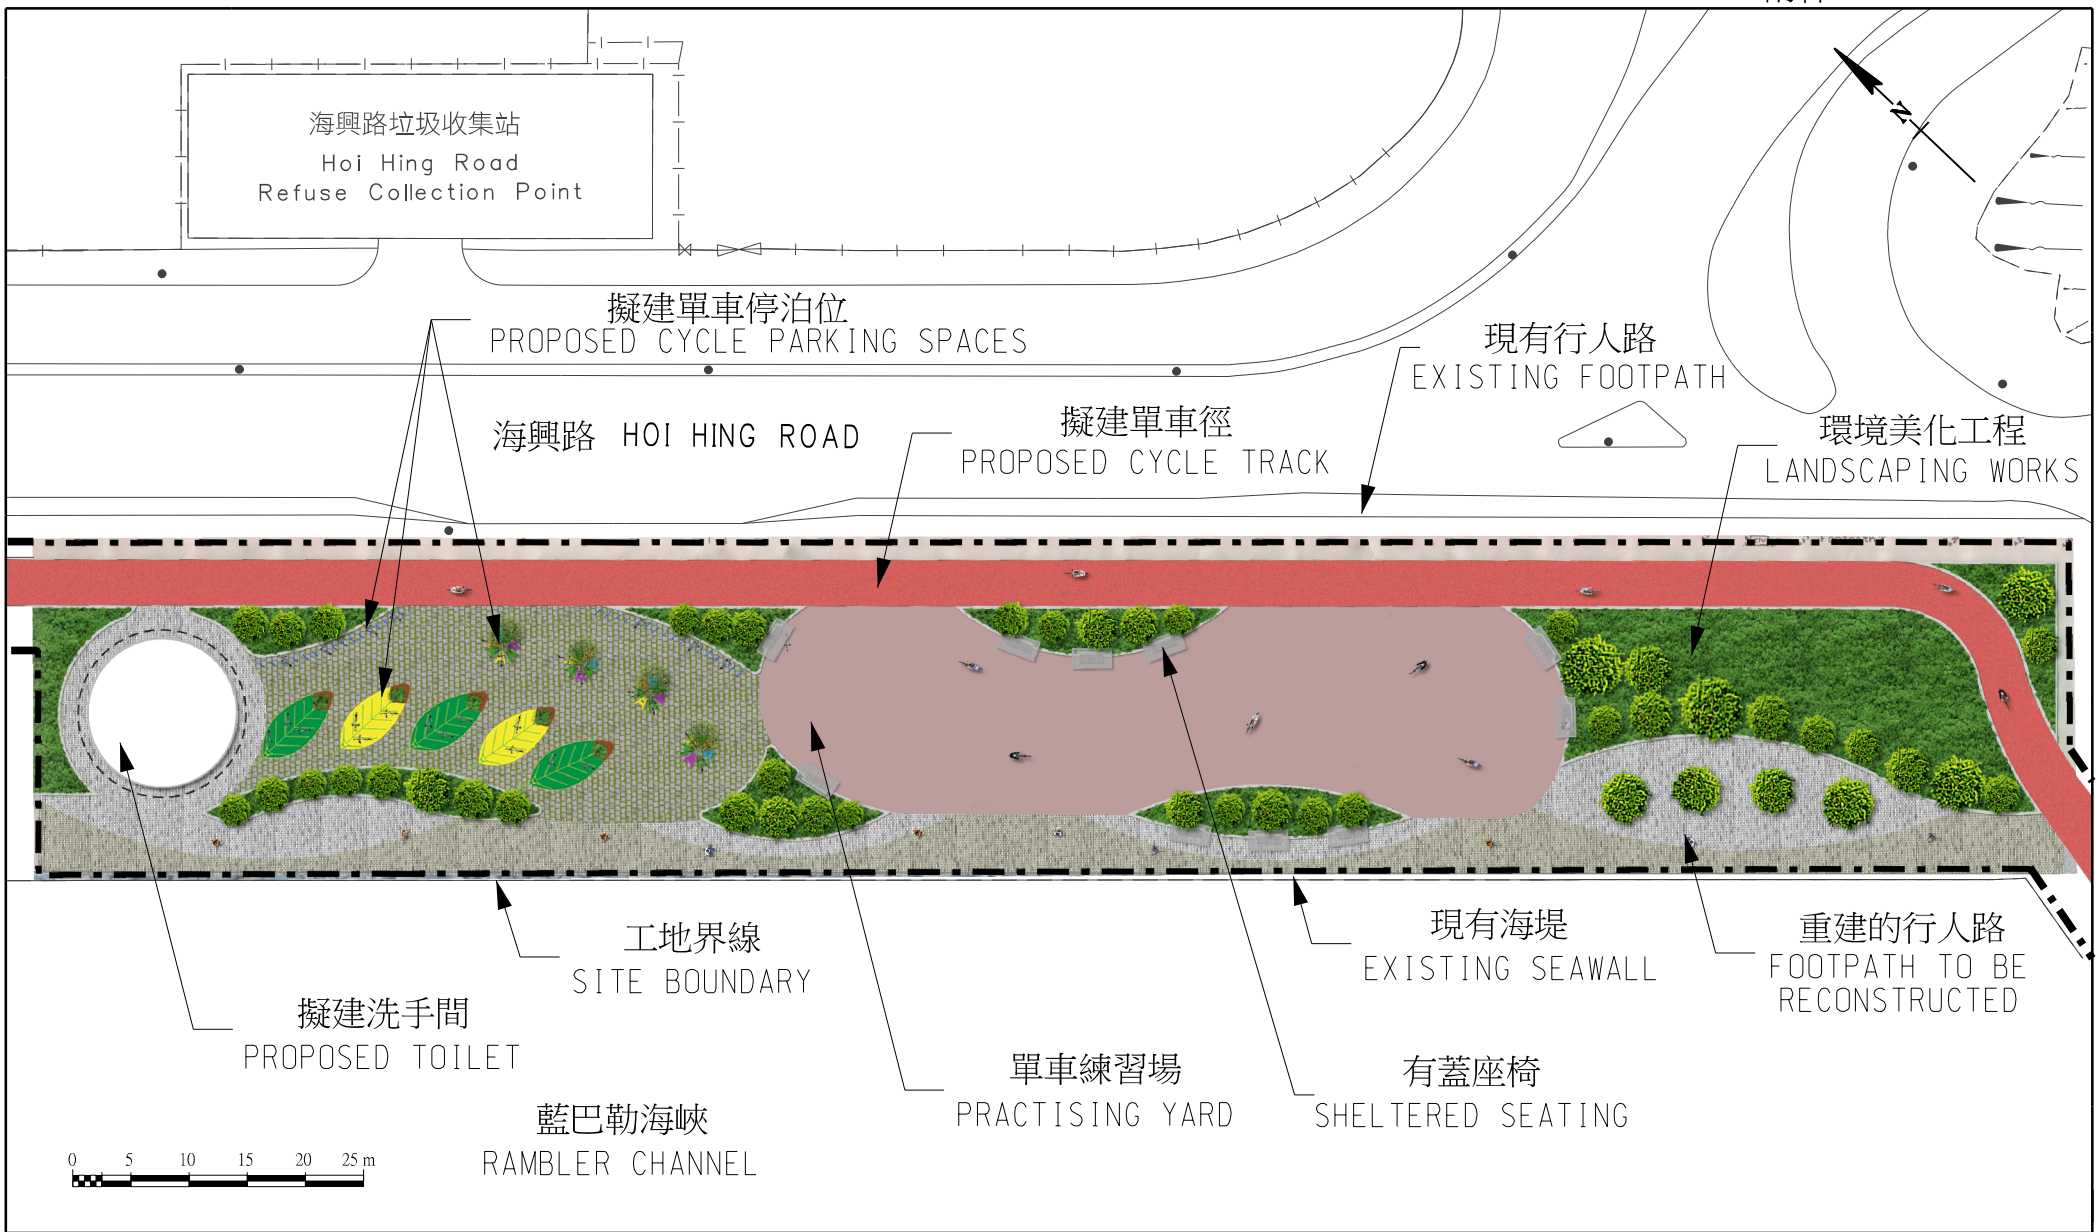 海興路垃圾收集站
Hoi Hing Road
Refuse Collection Point
N
擬建單車停泊位
PROPOSED CYCLE PARKING SPACES
現有行人路
EXISTING FOOTPATH
海興路 HOI HING ROAD
擬建單車徑
PROPOSED CYCLE TRACK
環境美化工程
LANDSCAPING WORKS
工地界線
SITE BOUNDARY
現有海堤
EXISTING SEAWALL
重建的行人路
FOOTPATH TO BE
RECONSTRUCTED
擬建洗手間
PROPOSED TOILET
單車練習場
PRACTISING YARD
有蓋座椅
SHELTERED SEATING
藍巴勒海峽
RAMBLER CHANNEL
0 5 10 15 20 25 m